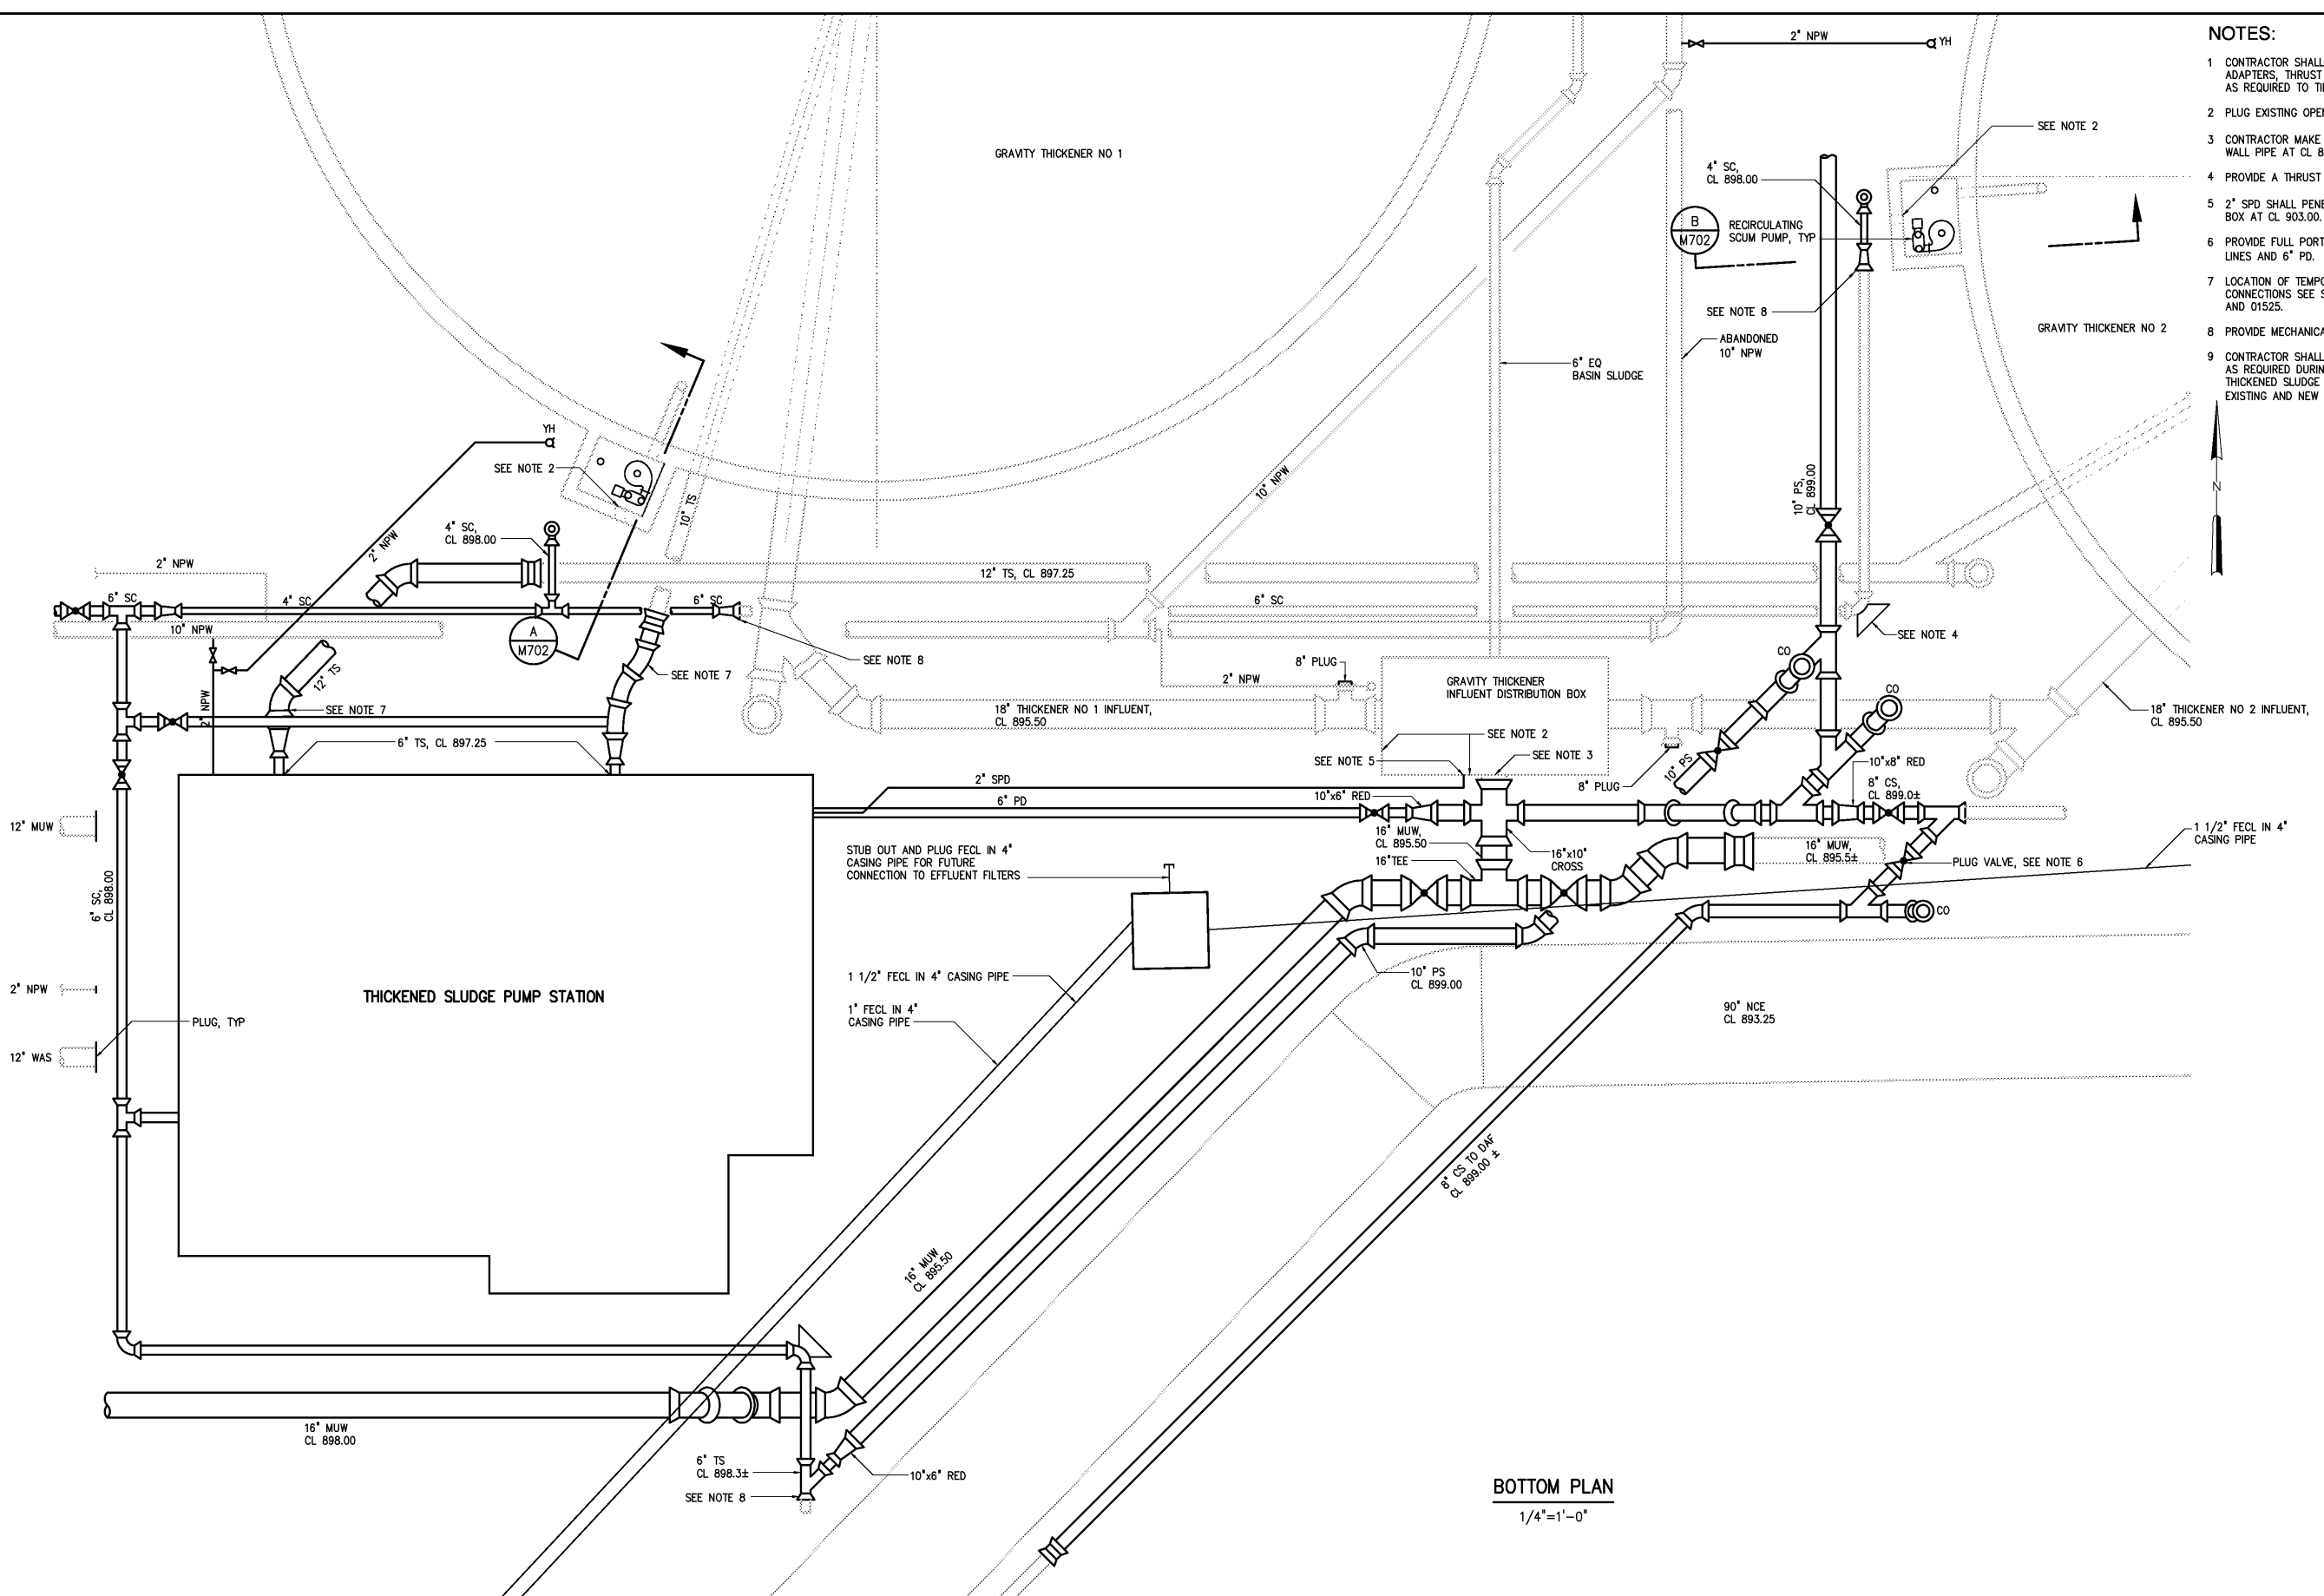 NOTES:
1 CONTRACTOR SHALL
ADAPTERS, THRUST
AS REQUIRED TO
2 PLUG EXISTING
3 CONTRACTOR MAKE
WALL PIPE AT CL
4 PROVIDE A THRUST
5 2" SPD SHALL
BOX AT CL 903.00.
6 PROVIDE FULL PORT
LINES AND 6" PD.
7 LOCATION OF
CONNECTIONS SEE
AND 01525.
8 PROVIDE
9 CONTRACTOR SHALL
AS REQUIRED
THICKENED SLUDGE
EXISTING AND NEW
N
2" NPW
YH
SEE NOTE 2
GRAVITY THICKENER NO 1
4" SC,
CL 898.00
B
M702
RECIRCULATING
SCUM PUMP, TYP
SEE NOTE 8
GRAVITY THICKENER NO 2
ABANDONED
10" NPW
6" EQ
BASIN SLUDGE
YH
SEE NOTE 2
10" NPW
10" PS,
CL 899.00
10" TS
4" SC,
CL 898.00
2" NPW
2" NPW
12" TS, CL 897.25
6" SC
4" SC
6" SC
6" SC
10" NPW
A
M702
SEE NOTE 4
SEE NOTE 8
SEE NOTE 7
12" TS
8" PLUG
CO
2" NPW
GRAVITY THICKENER
INFLUENT DISTRIBUTION BOX
CO
2" NPW
SEE NOTE 7
18" THICKENER NO 1 INFLUENT,
CL 895.50
18" THICKENER NO 2 INFLUENT,
CL 895.50
6" TS, CL 897.25
SEE NOTE 2
SEE NOTE 3
SEE NOTE 5
10" PS
8" PLUG
10"x8" RED
2" SPD
6" PD
10"x6" RED
8" CS,
CL 899.0±
12" MUW
16" MUW,
CL 895.50
16"TEE
16"x10"
CROSS
16" MUW,
CL 895.5±
1 1/2" FECL IN 4"
CASING PIPE
PLUG VALVE, SEE NOTE 6
STUB OUT AND PLUG FECL IN 4"
CASING PIPE FOR FUTURE
CONNECTION TO EFFLUENT FILTERS
6" SC,
CL 898.00
CO
1 1/2" FECL IN 4" CASING PIPE
10" PS
CL 899.00
2" NPW
THICKENED SLUDGE PUMP STATION
1" FECL IN 4"
CASING PIPE
90" NCE
CL 893.25
PLUG, TYP
12" WAS
8" CS TO DAF
CL 899.00 ±
16" MUW
CL 895.50
16" MUW
CL 898.00
6" TS
CL 898.3±
10"x6" RED
SEE NOTE 8
BOTTOM PLAN
1/4"=1'-0"